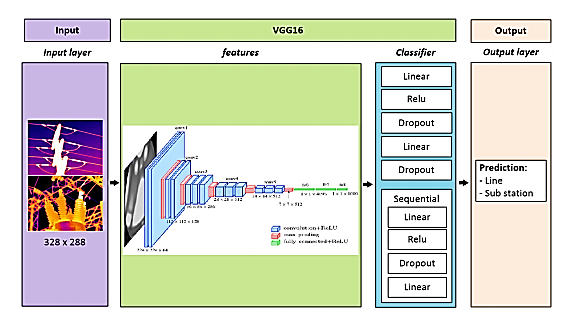 Input
VGG16
Output
Input layer
features
Classifier
Output layer
328 x 288
conv1
conv2
conv3
conv4
conv5
fc6
fc7
fc8
224 x 224 x 64
112 x 112 x 128
56 x 56 x 256
28 x 28 x 512
14 x 14 x 512
7 x 7 x 512
1 x 1 x 4096
1 x 1 x 1000
convolution+ReLU
max pooling
fully connected+ReLU
Linear
Relu
Dropout
Linear
Dropout
Sequential
Linear
Relu
Dropout
Linear
Prediction:
- Line
- Sub station